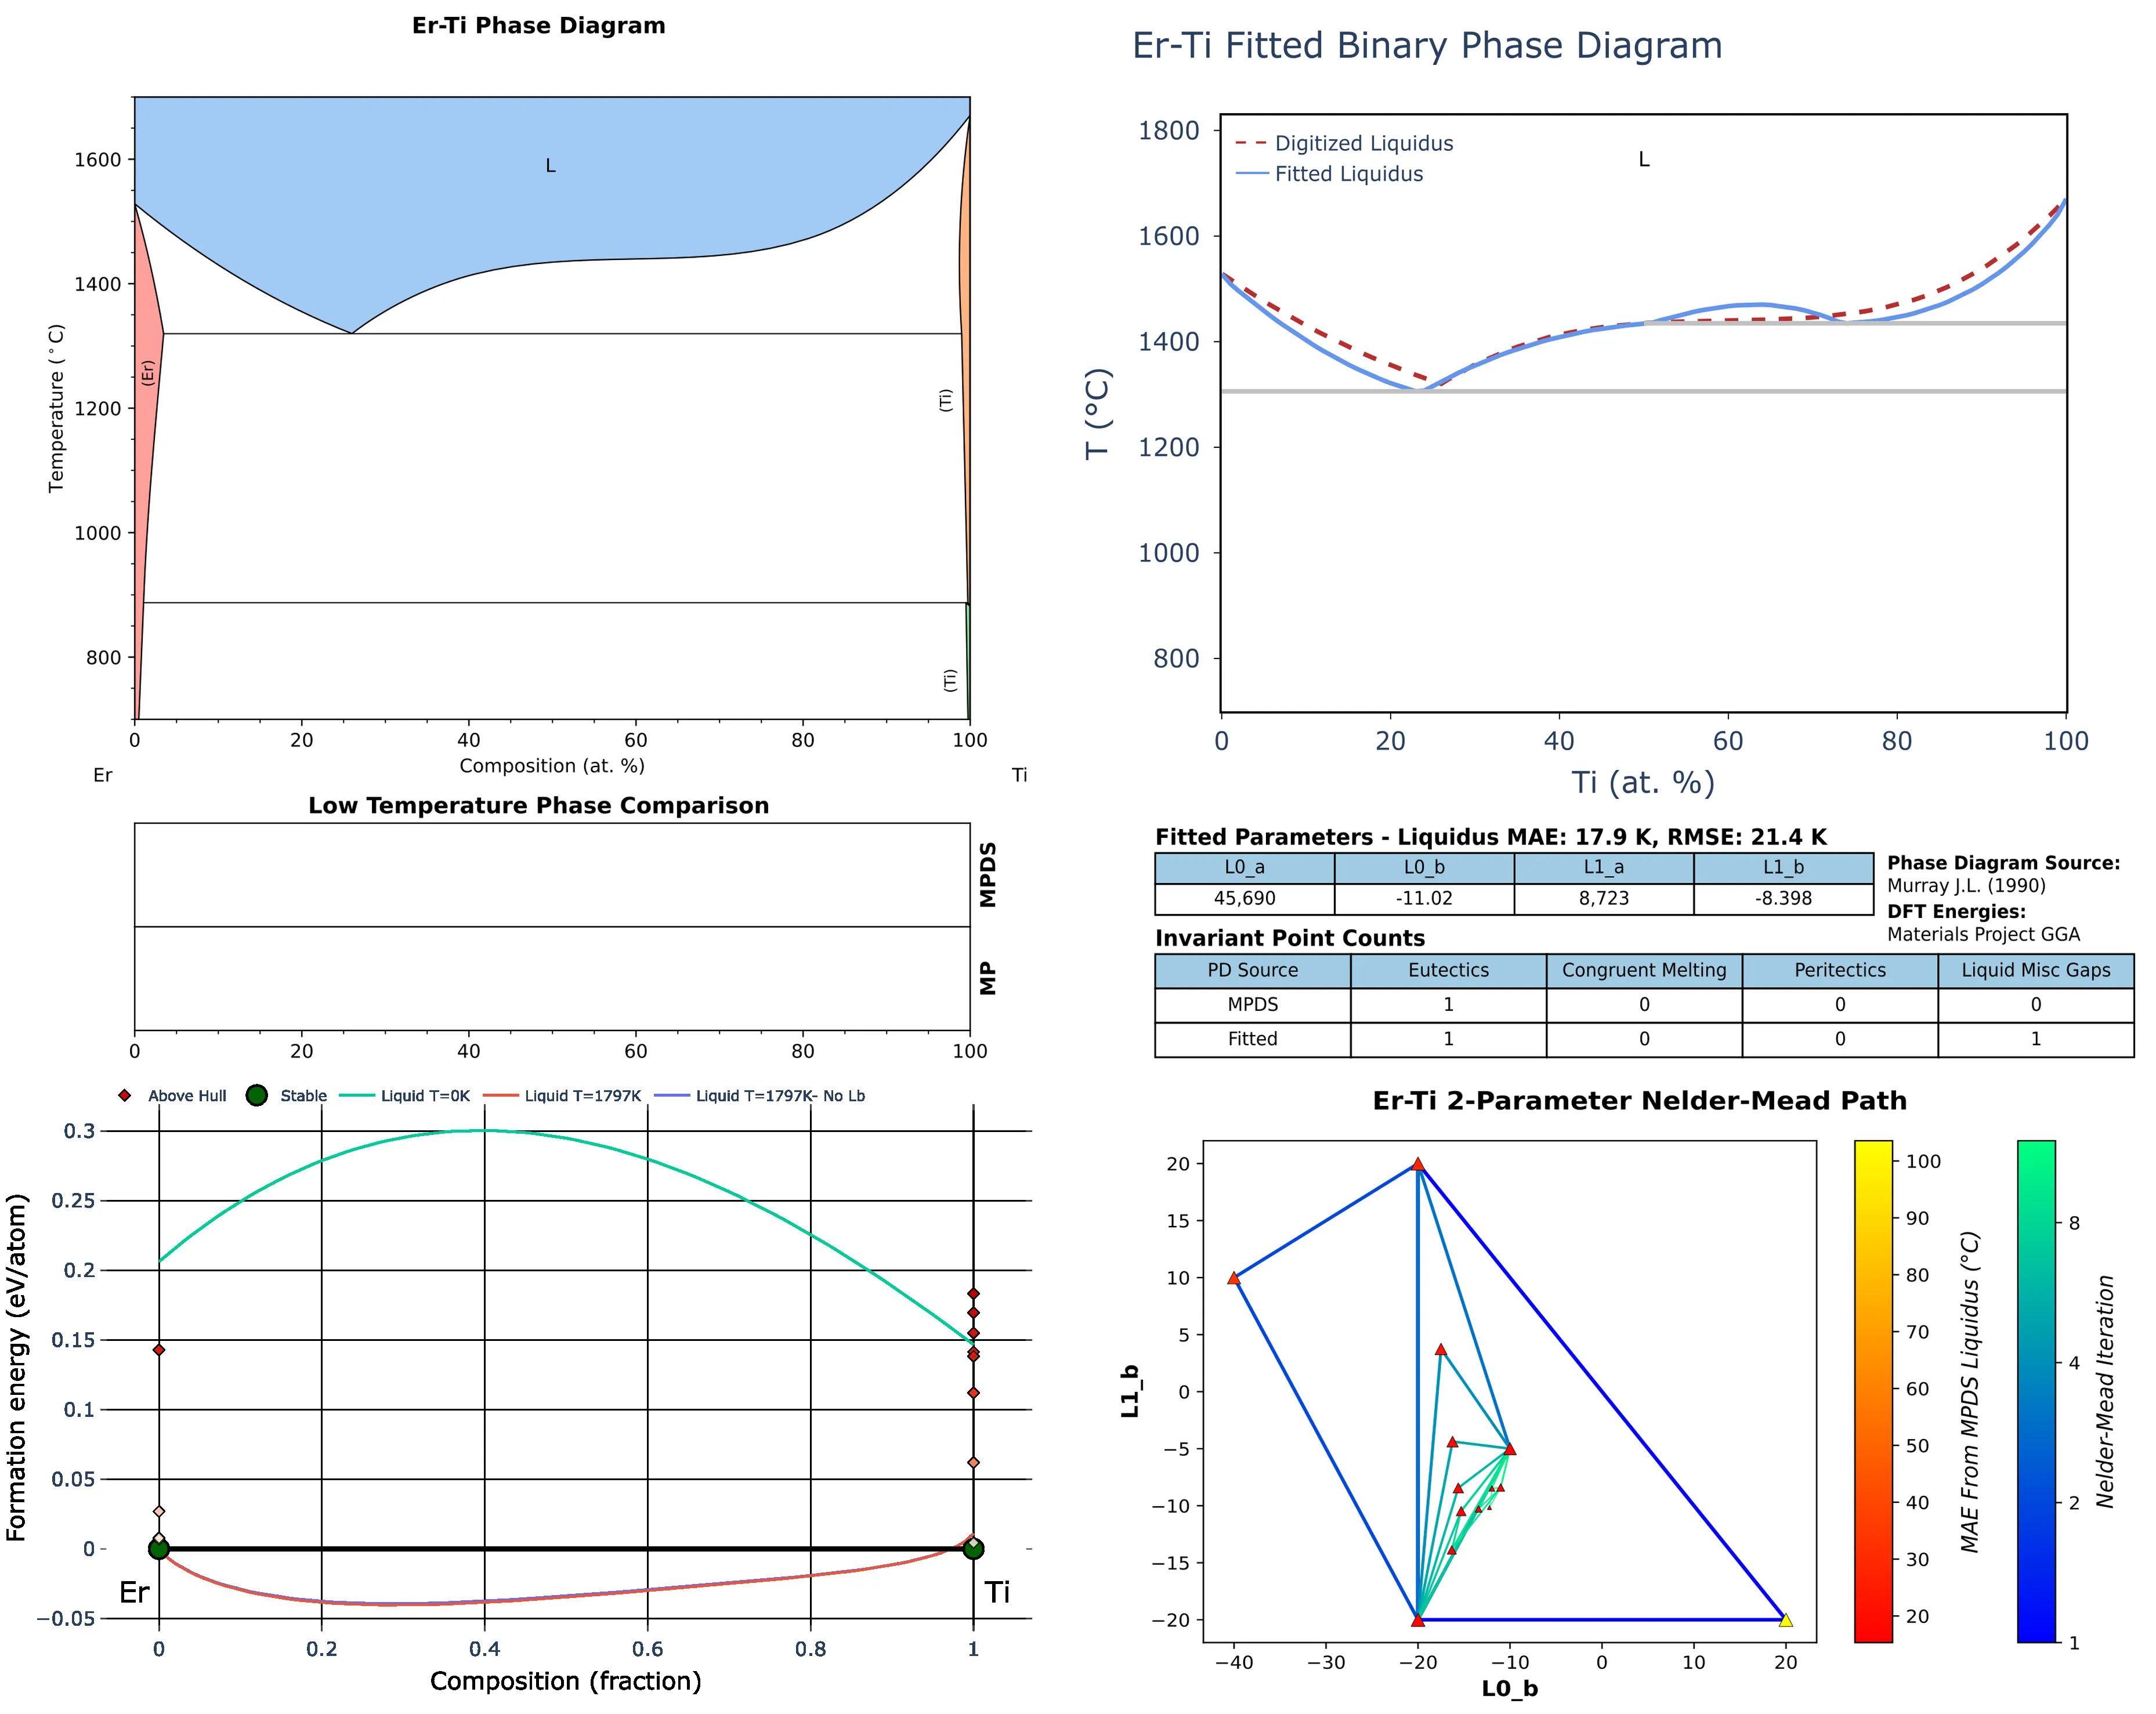 Er-Ti Phase Diagram
1600
1400
1200
1000
800
Temperature (°C)
L
(Er)
(Ti)
(Ti)
0 20 40 60 80 100
Composition (at. %)
Er Ti
Er-Ti Fitted Binary Phase Diagram
1800
1600
1400
1200
1000
800
T (°C)
Digitized Liquidus
Fitted Liquidus
L
0 20 40 60 80 100
Ti (at. %)
Low Temperature Phase Comparison
MPDS
MP
0 20 40 60 80 100
Fitted Parameters - Liquidus MAE: 17.9 K, RMSE: 21.4 K
L0_a L0_b L1_a L1_b
45,690 -11.02 8,723 -8.398
Phase Diagram Source:
Murray J.L. (1990)
DFT Energies:
Materials Project GGA
Invariant Point Counts
PD Source Eutectics Congruent Melting Peritectics Liquid Misc Gaps
MPDS 1 0 0 0
Fitted 1 0 0 1
Above Hull Stable Liquid T=0K Liquid T=1797K Liquid T=1797K- No Lb
0.3
0.25
0.2
0.15
0.1
0.05
0
−0.05
Formation energy (eV/atom)
Er Ti
0 0.2 0.4 0.6 0.8 1
Composition (fraction)
Er-Ti 2-Parameter Nelder-Mead Path
20
15
10
5
0
−5
−10
−15
−20
L1_b
−40 −30 −20 −10 0 10 20
L0_b
100
90
80
70
60
50
40
30
20
MAE From MPDS Liquidus (°C)
8
4
2
1
Nelder-Mead Iteration